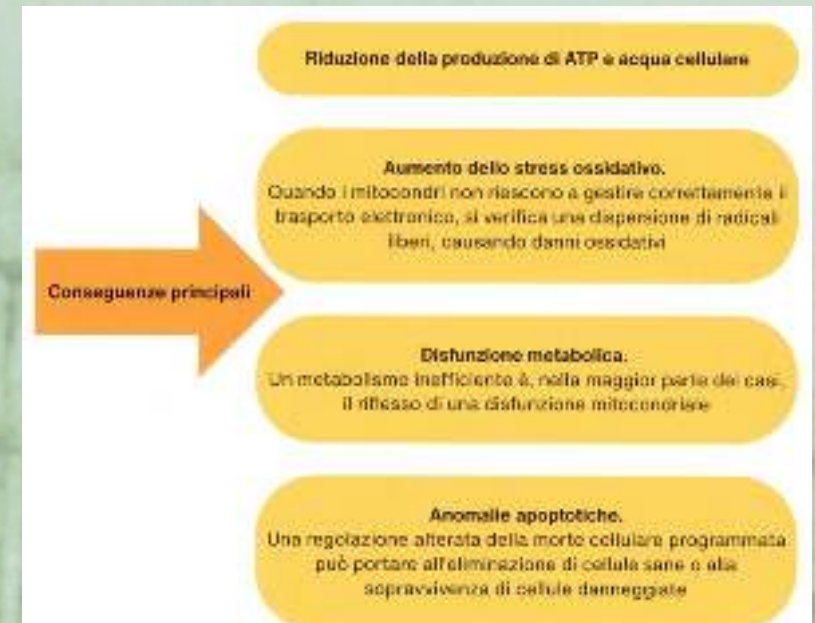 Riduzione della produzione di ATP e acqua cellulare
Aumento dello stress ossidativo.
Quando i mitocondri non riescono a gestire correttamente il
trasporto elettronico, si verifica una dispersione di radicali
liberi, causando danni ossidativi
Conseguenze principali
Disfunzione metabolica.
Un metabolismo inefficiente è, nella maggior parte dei casi,
il riflesso di una disfunzione mitocondriale
Anomalie apoptotiche.
Una regolazione alterata della morte cellulare programmata
può portare all'eliminazione di cellule sane o alla
sopravvivenza di cellule danneggiate